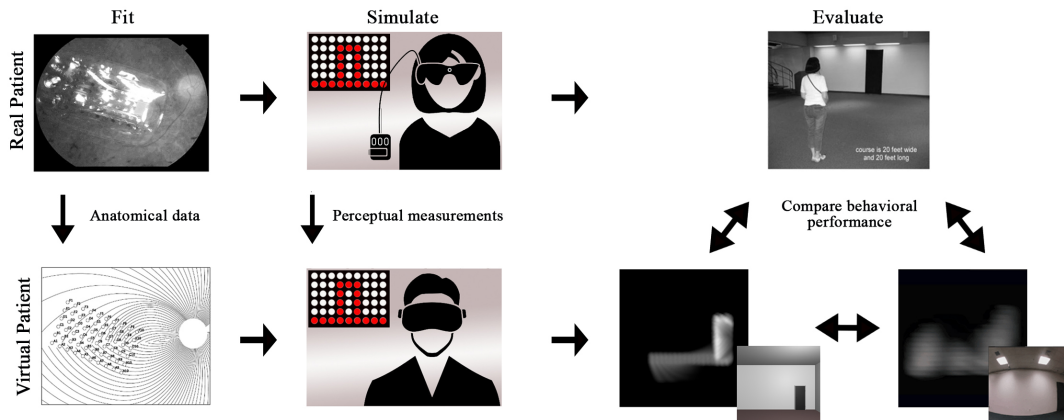 Fit
Simulate
Evaluate
Real Patient
course is 20 feet wide
and 20 feet long
Anatomical data
Perceptual measurements
Compare behavioral
performance
Virtual Patient